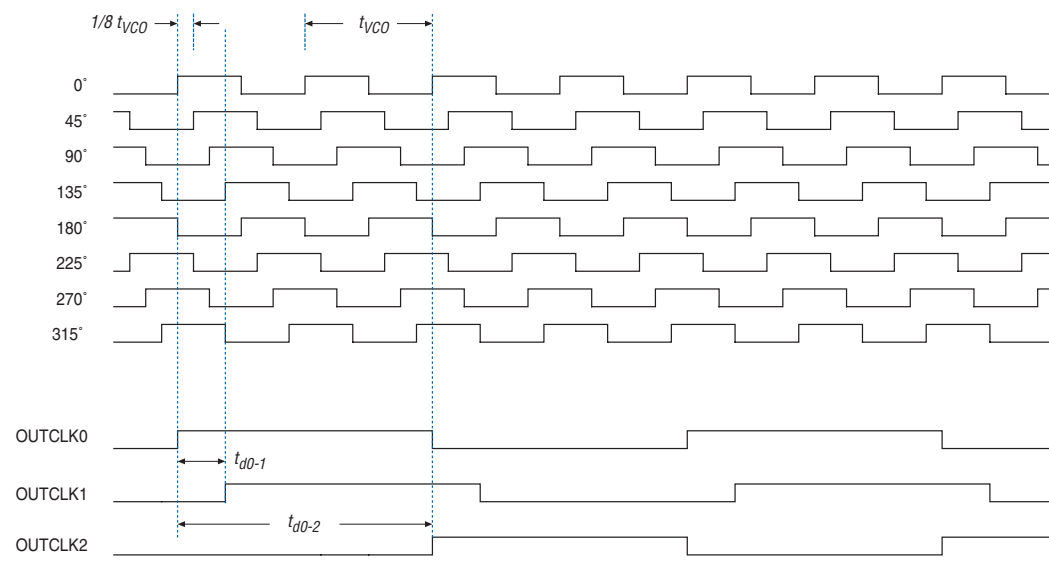 1/8 tVCO
tVCO
0˚
45˚
90˚
135˚
180˚
225˚
270˚
315˚
OUTCLK0
td0-1
OUTCLK1
td0-2
OUTCLK2